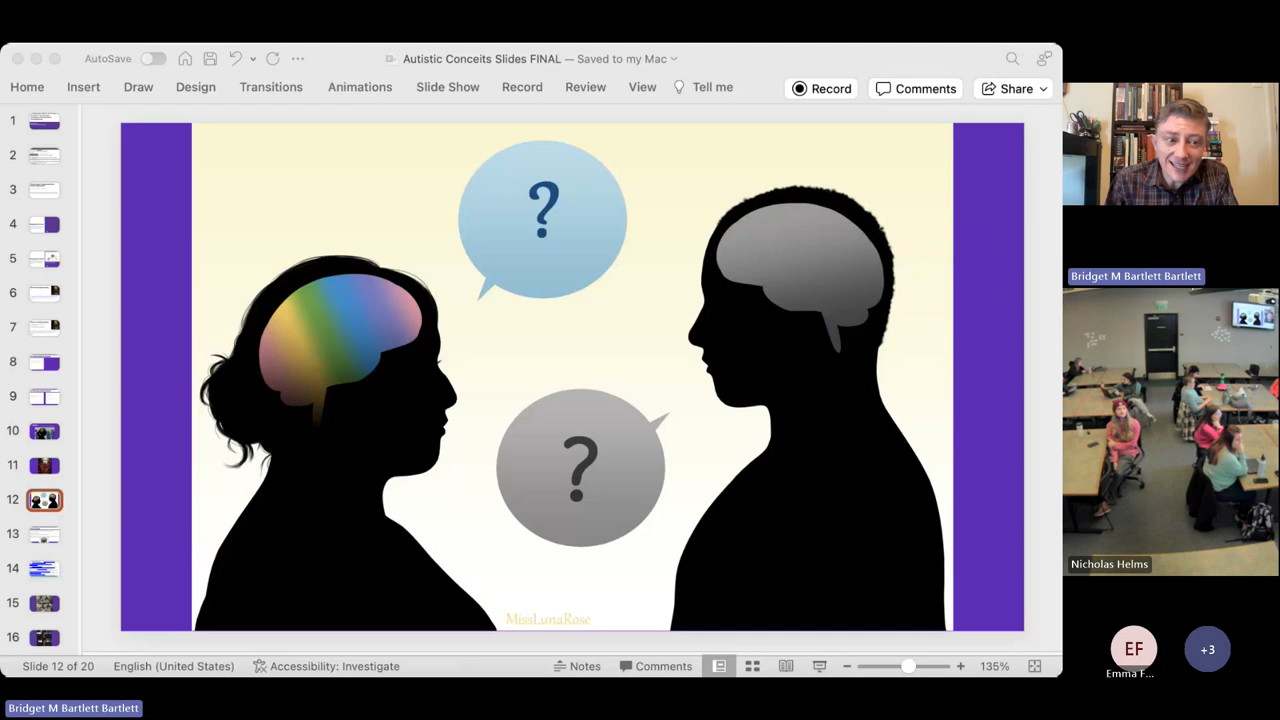 AutoSave
Autistic Conceits Slides FINAL — Saved to my Mac
Home Insert Draw Design Transitions Animations Slide Show Record Review View Tell me Record Comments Share
1
2
3
4
5
6
7
8
9
10
11
12
13
14
15
16
?
?
MissLunaRose
Slide 12 of 20 English (United States) Accessibility: Investigate Notes Comments 135%
Bridget M Bartlett Bartlett
Bridget M Bartlett Bartlett
Nicholas Helms
EF
Emma F...
+3